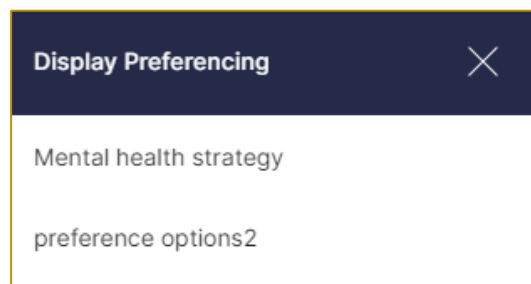 Display Preferencing
Mental health strategy
preference options2